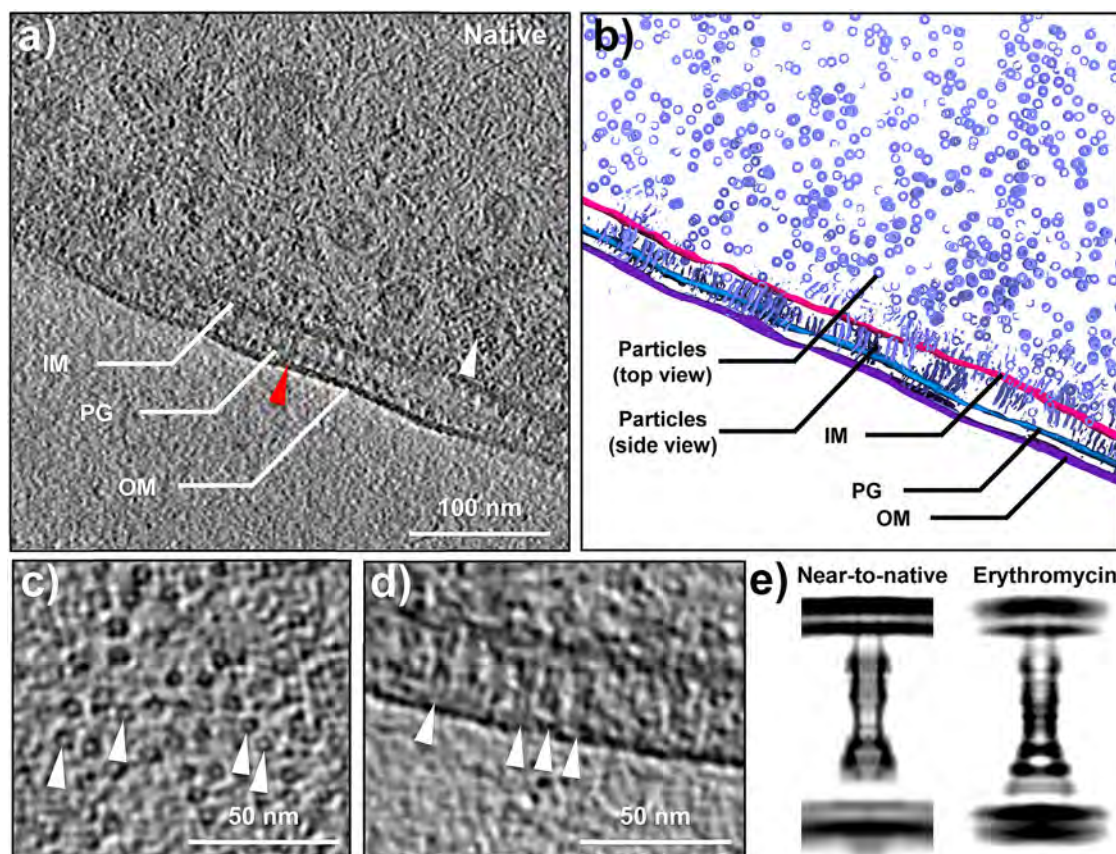 a)
Native
IM
PG
OM
100 nm
b)
Particles
(top view)
Particles
(side view)
IM
PG
OM
c)
50 nm
d)
50 nm
e)
Near-to-native
Erythromycin